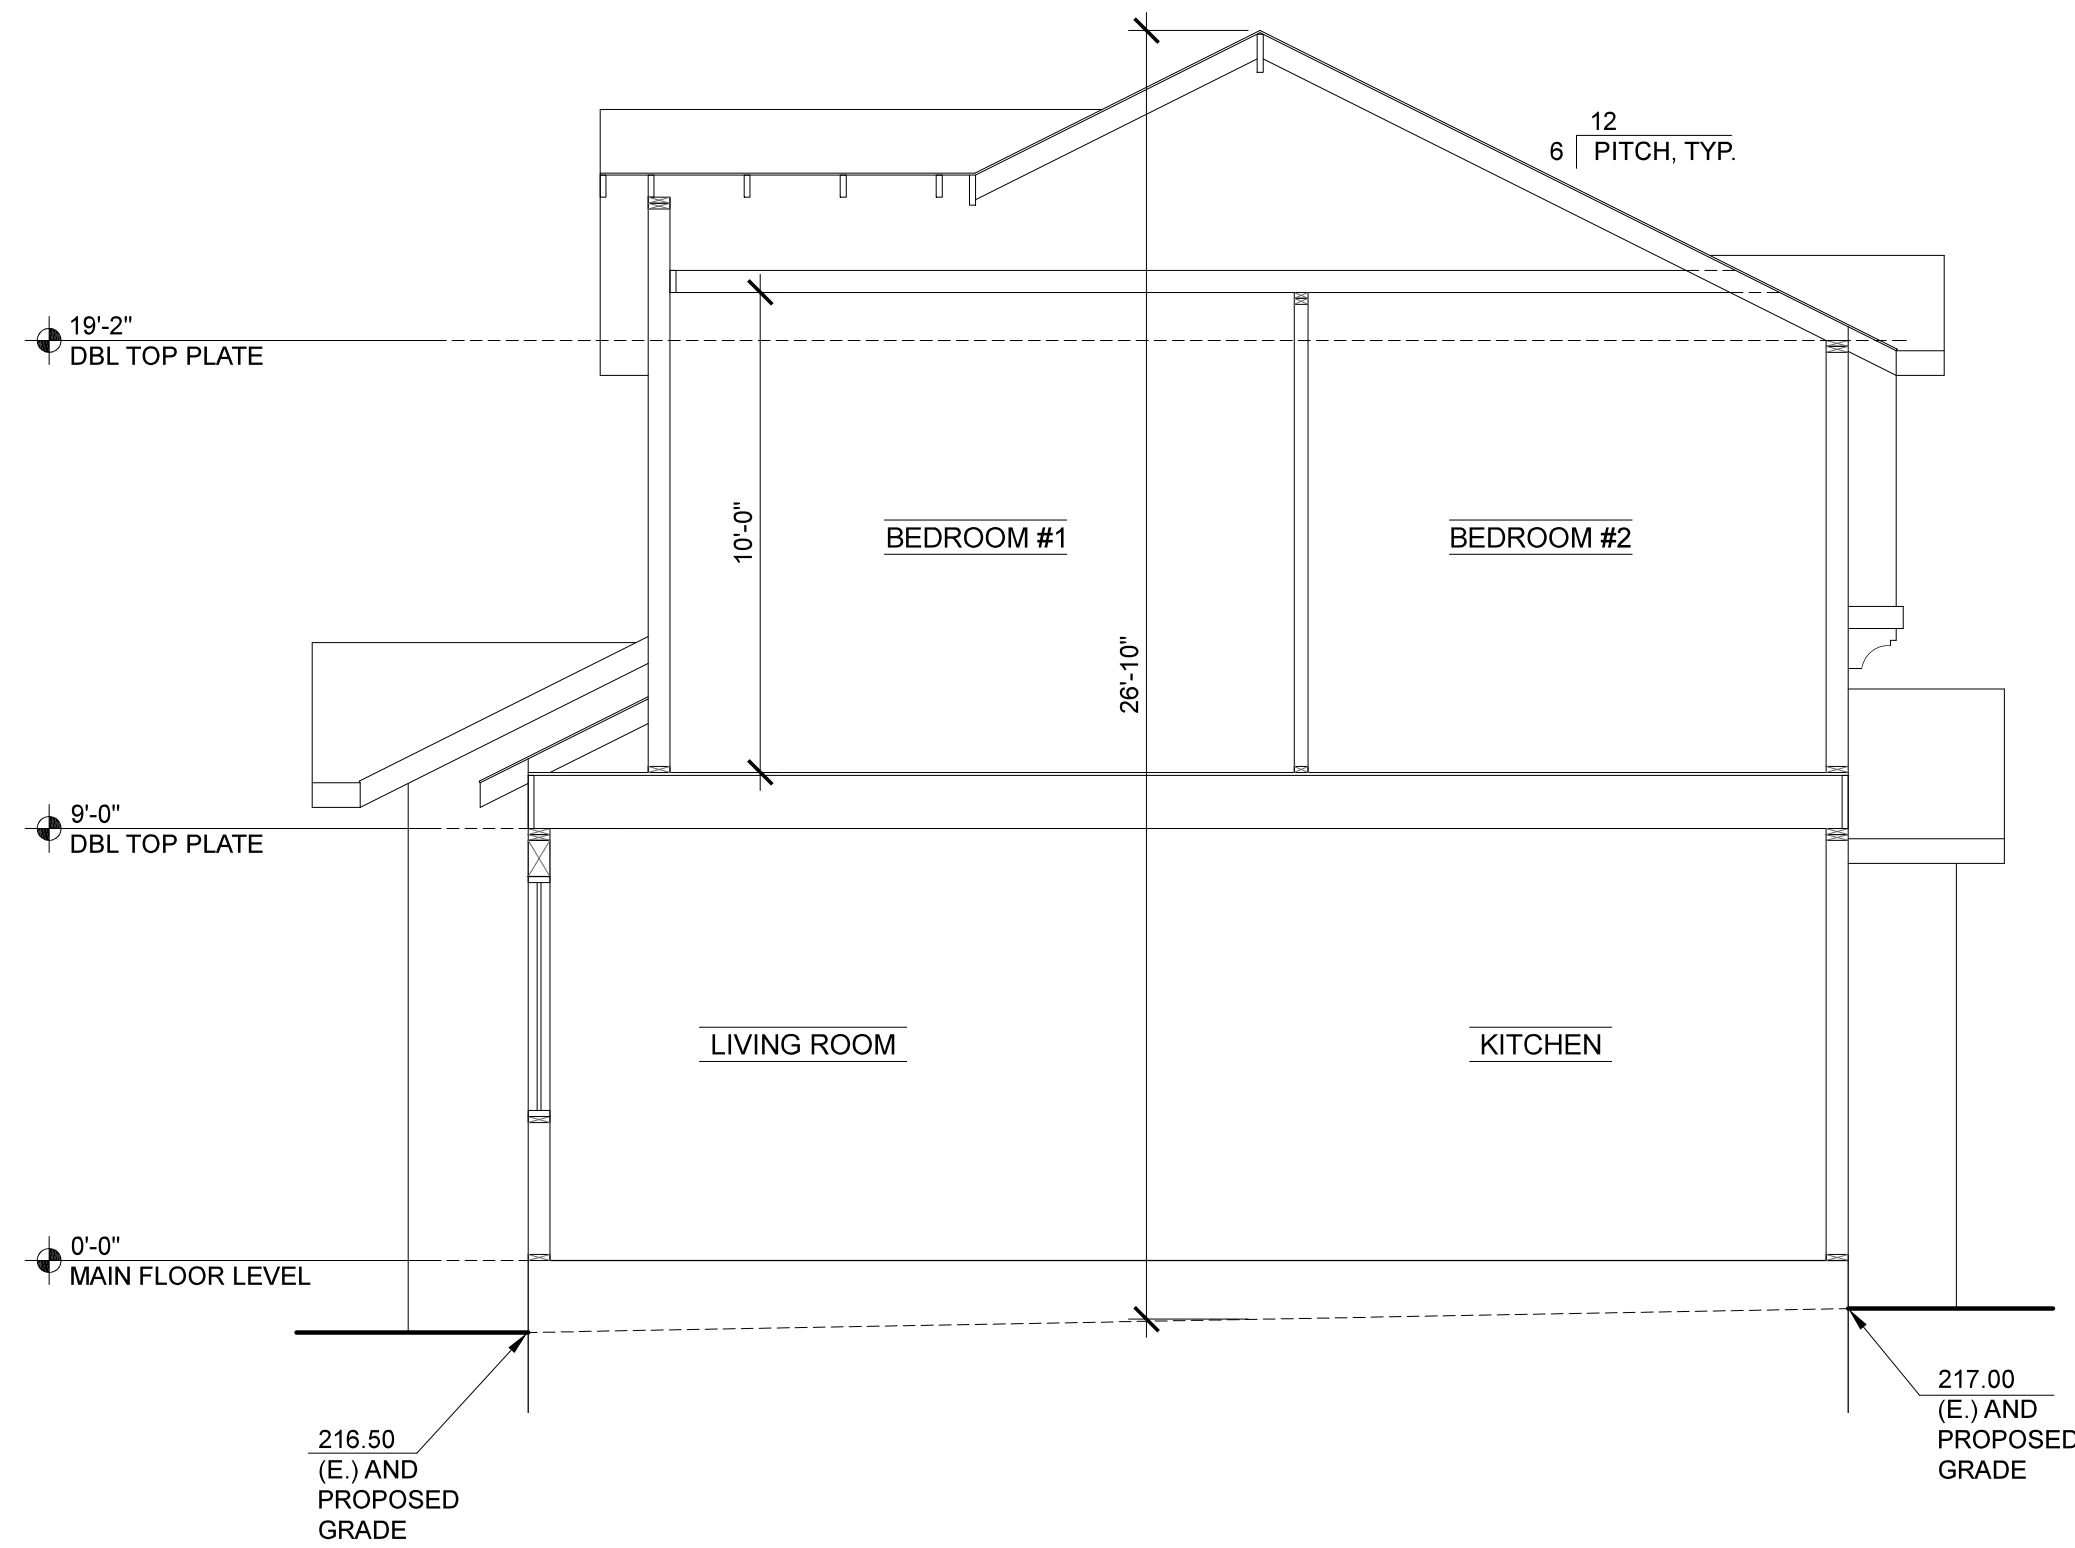 12
6 PITCH, TYP.
19'-2"
DBL TOP PLATE
10'-0"
BEDROOM #1
BEDROOM #2
26'-10"
9'-0"
DBL TOP PLATE
LIVING ROOM
KITCHEN
0'-0"
MAIN FLOOR LEVEL
216.50
(E.) AND
PROPOSED
GRADE
217.00
(E.) AND
PROPOSED
GRADE